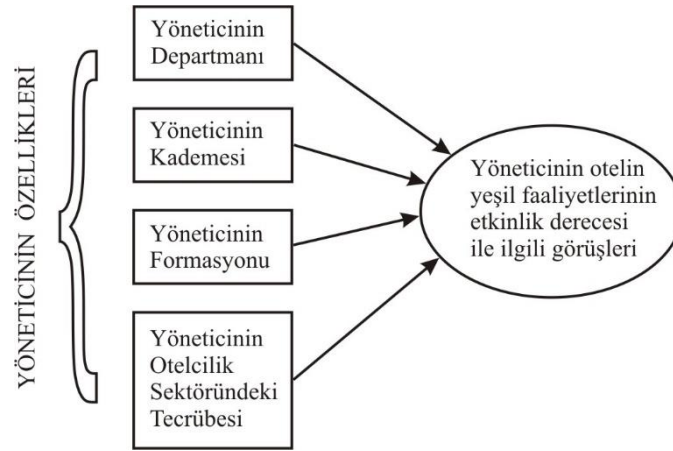 YÖNETİCİNİN ÖZELLİKLERİ
Yöneticinin
Departmanı
Yöneticinin
Kademesi
Yöneticinin
Formasyonu
Yöneticinin
Otelcilik
Sektöründeki
Tecrübesi
Yöneticinin otelin
yeşil faaliyetlerinin
etkinlik derecesi
ile ilgili görüşleri